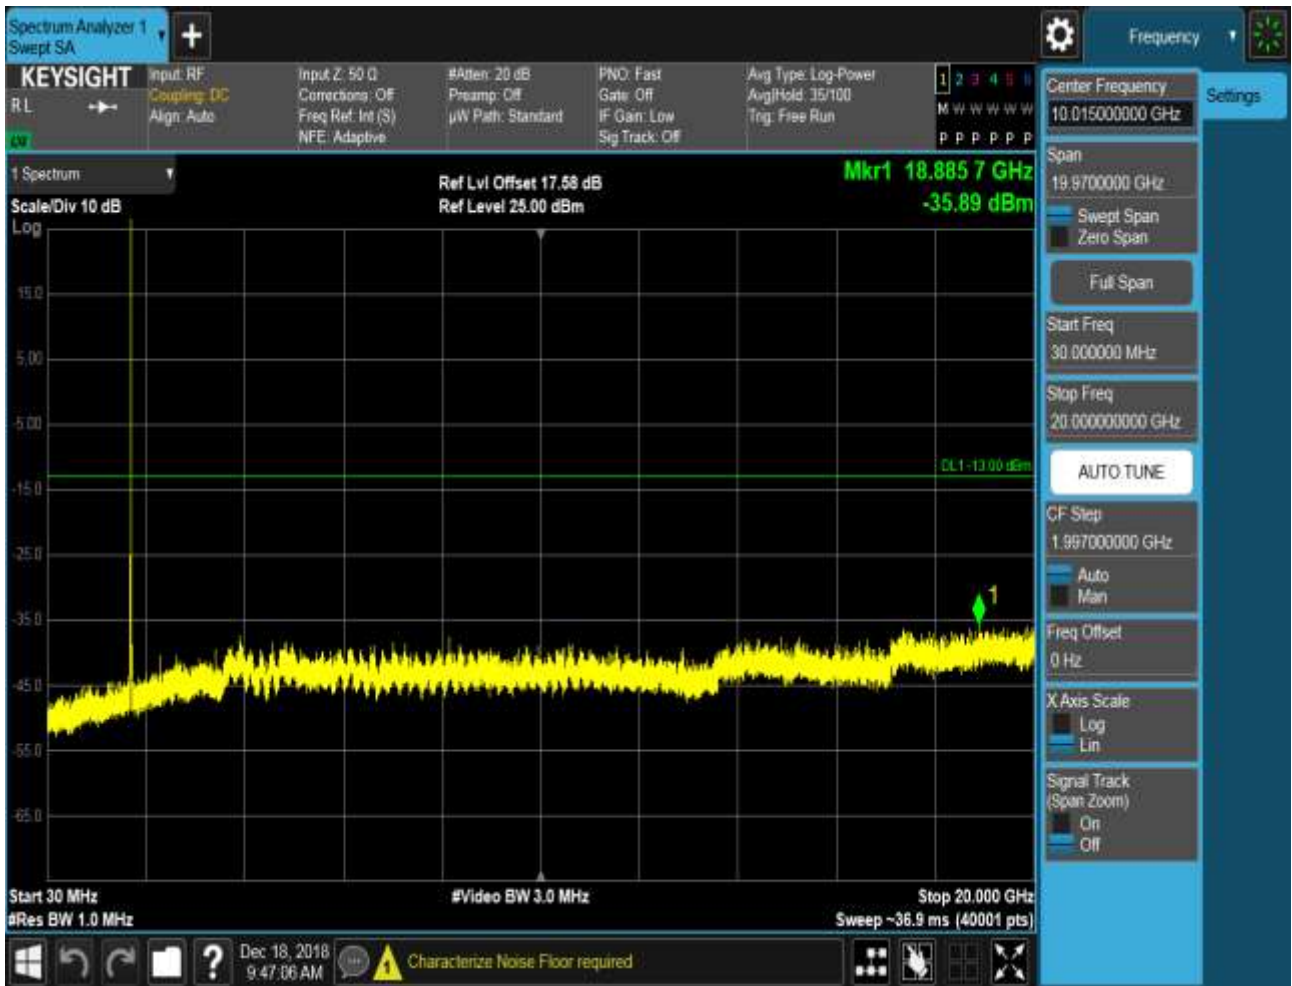 Spectrum Analyzer 1
Swept SA
Frequency
KEYSIGHT
RL
Input: RF
Coupling: DC
Align: Auto
Input Z: 50 Ω
Corrections: Off
Freq Ref: Int (S)
NFE: Adaptive
#Atten: 20 dB
Preamp: Off
µW Path: Standard
PNO: Fast
Gate: Off
IF Gain: Low
Sig Track: Off
Avg Type: Log-Power
Avg|Hold: 35/100
Trig: Free Run
1 2 3 4 5 6
M W W W W W
P P P P P P
1 Spectrum
Scale/Div 10 dB
Log
Ref Lvl Offset 17.58 dB
Ref Level 25.00 dBm
Mkr1 18.885 7 GHz
-35.89 dBm
15.0
5.00
-5.00
-15.0
-25.0
-35.0
-45.0
-55.0
-65.0
DL1 -13.00 dBm
1
Start 30 MHz
#Res BW 1.0 MHz
#Video BW 3.0 MHz
Stop 20.000 GHz
Sweep ~36.9 ms (40001 pts)
Center Frequency
10.015000000 GHz
Settings
Span
19.9700000 GHz
Swept Span
Zero Span
Full Span
Start Freq
30.000000 MHz
Stop Freq
20.000000000 GHz
AUTO TUNE
CF Step
1.997000000 GHz
Auto
Man
Freq Offset
0 Hz
X Axis Scale
Log
Lin
Signal Track
(Span Zoom)
On
Off
?
Dec 18, 2018
9:47:06 AM
Characterize Noise Floor required